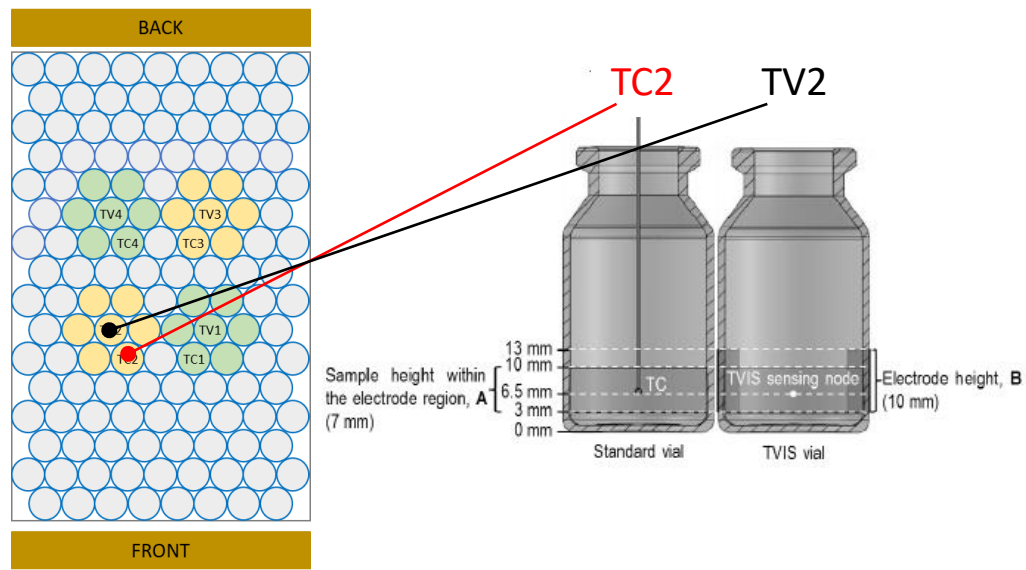 BACK
TC2
TV2
TV4
TV3
TC4
TC3
TV1
TC2
TC1
13 mm
10 mm
Sample height within
the electrode region, A
(7 mm)
6.5 mm
3 mm
0 mm
TC
TVIS sensing node
Electrode height, B
(10 mm)
Standard vial
TVIS vial
FRONT